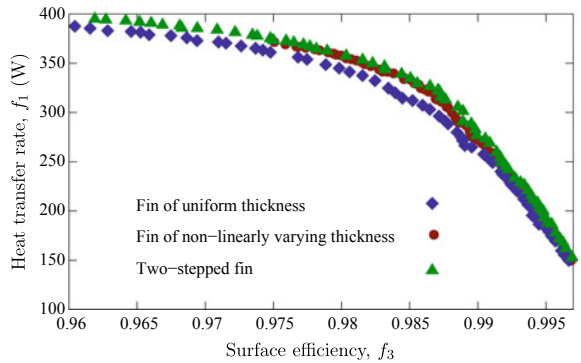 400
350
300
250
200
150
100
Heat transfer rate, f₁ (W)
Fin of uniform thickness
Fin of non-linearly varying thickness
Two-stepped fin
0.96 0.965 0.97 0.975 0.98 0.985 0.99 0.995
Surface efficiency, f₃